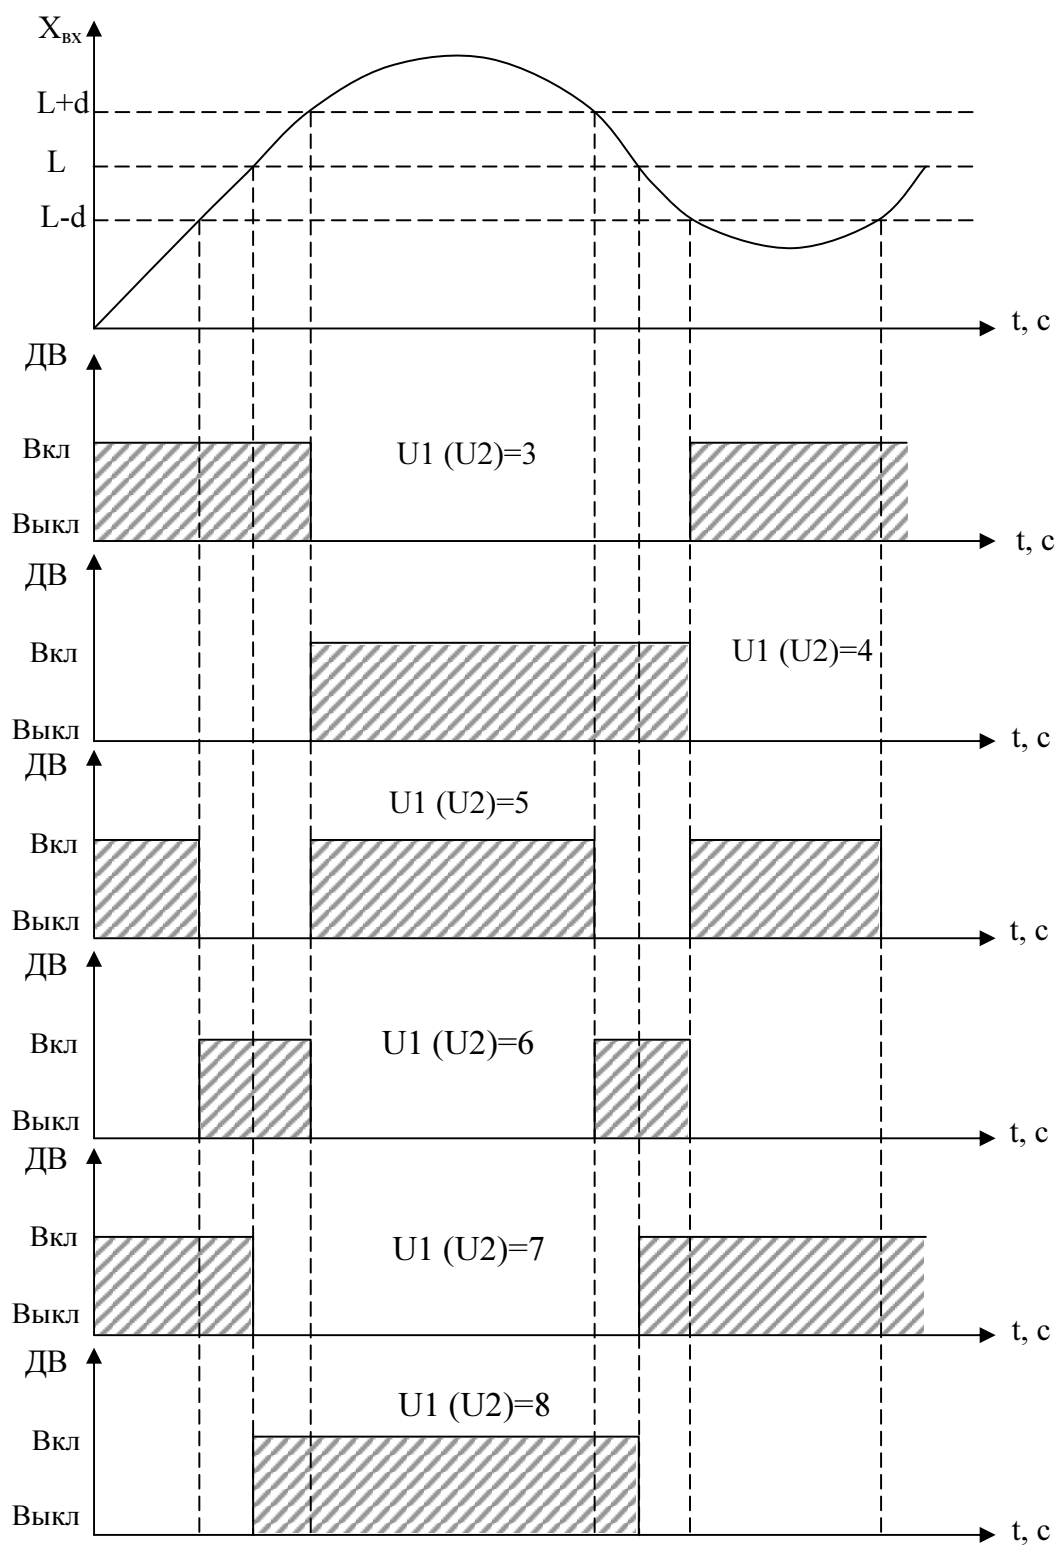 Xвх
L+d
L
L-d
t, c
ДВ
Вкл
U1 (U2)=3
Выкл
t, c
ДВ
Вкл
U1 (U2)=4
Выкл
t, c
ДВ
U1 (U2)=5
Вкл
Выкл
t, c
ДВ
Вкл
U1 (U2)=6
Выкл
t, c
ДВ
Вкл
U1 (U2)=7
Выкл
t, c
ДВ
U1 (U2)=8
Вкл
Выкл
t, c